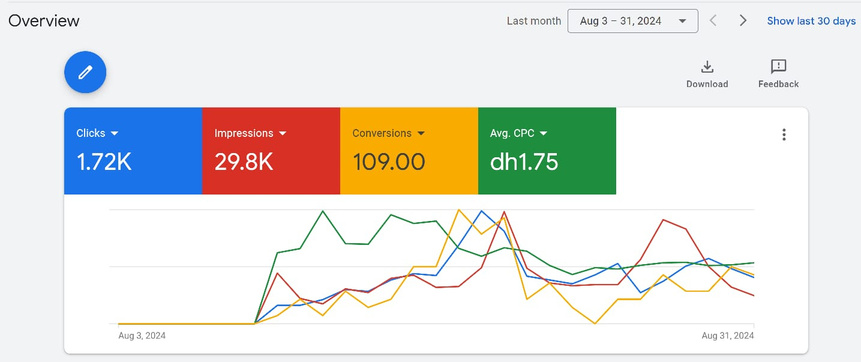 Overview
Last month
Aug 3 – 31, 2024
Show last 30 days
Download
Feedback
Clicks
1.72K
Impressions
29.8K
Conversions
109.00
Avg. CPC
dh1.75
Aug 3, 2024
Aug 31, 2024